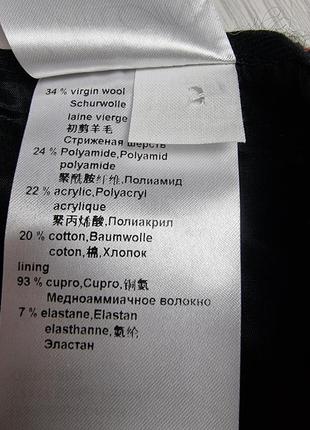 34 % virgin wool
Schurwolle
laine vierge
初剪羊毛
Стриженая шерсть
24 % Polyamide,Polyamid
polyamide
聚酰胺纤维,Полиамид
22 % acrylic,Polyacryl
acrylique
聚丙烯酸,Полиакрил
20 % cotton,Baumwolle
coton,棉,Хлопок
lining
93 % cupro,Cupro,铜氨
Медноаммиачное волокно
7 % elastane,Elastan
elasthanne,氨纶
Эластан